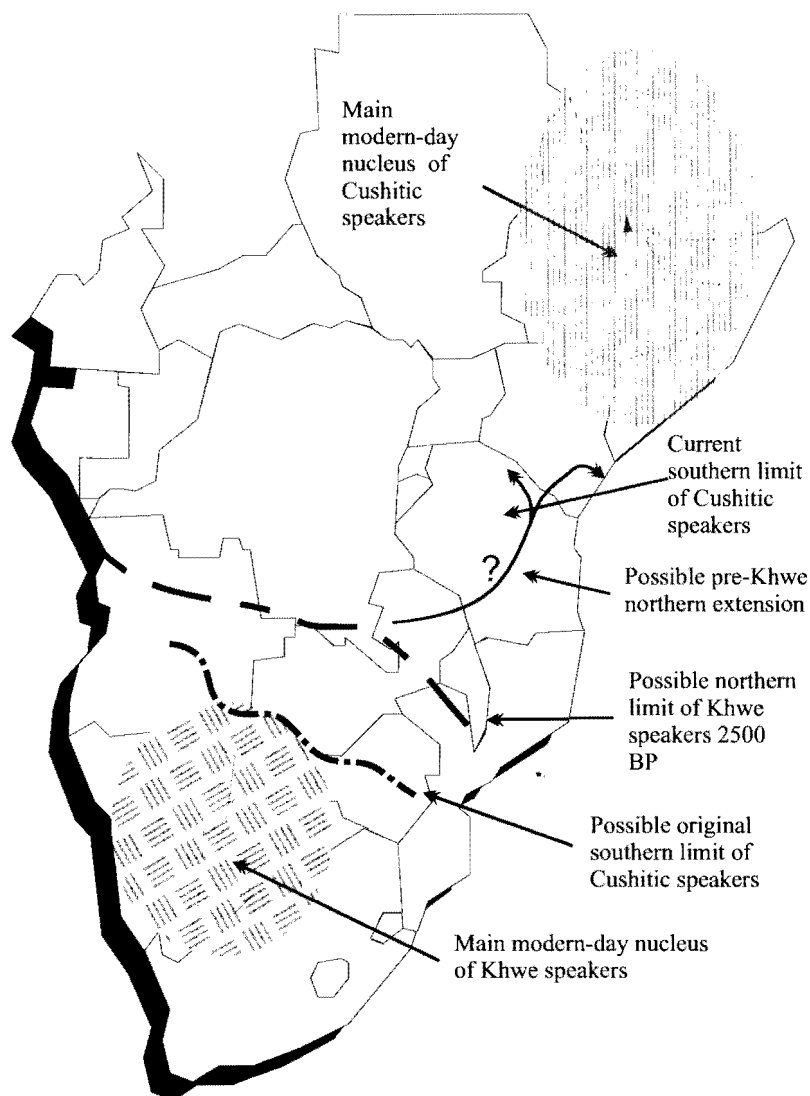 Main
modern-day
nucleus of
Cushitic
speakers
Current
southern limit
of Cushitic
speakers
?
Possible pre-Khwe
northern extension
Possible northern
limit of Khwe
speakers 2500
BP
Possible original
southern limit of
Cushitic speakers
Main modern-day nucleus
of Khwe speakers